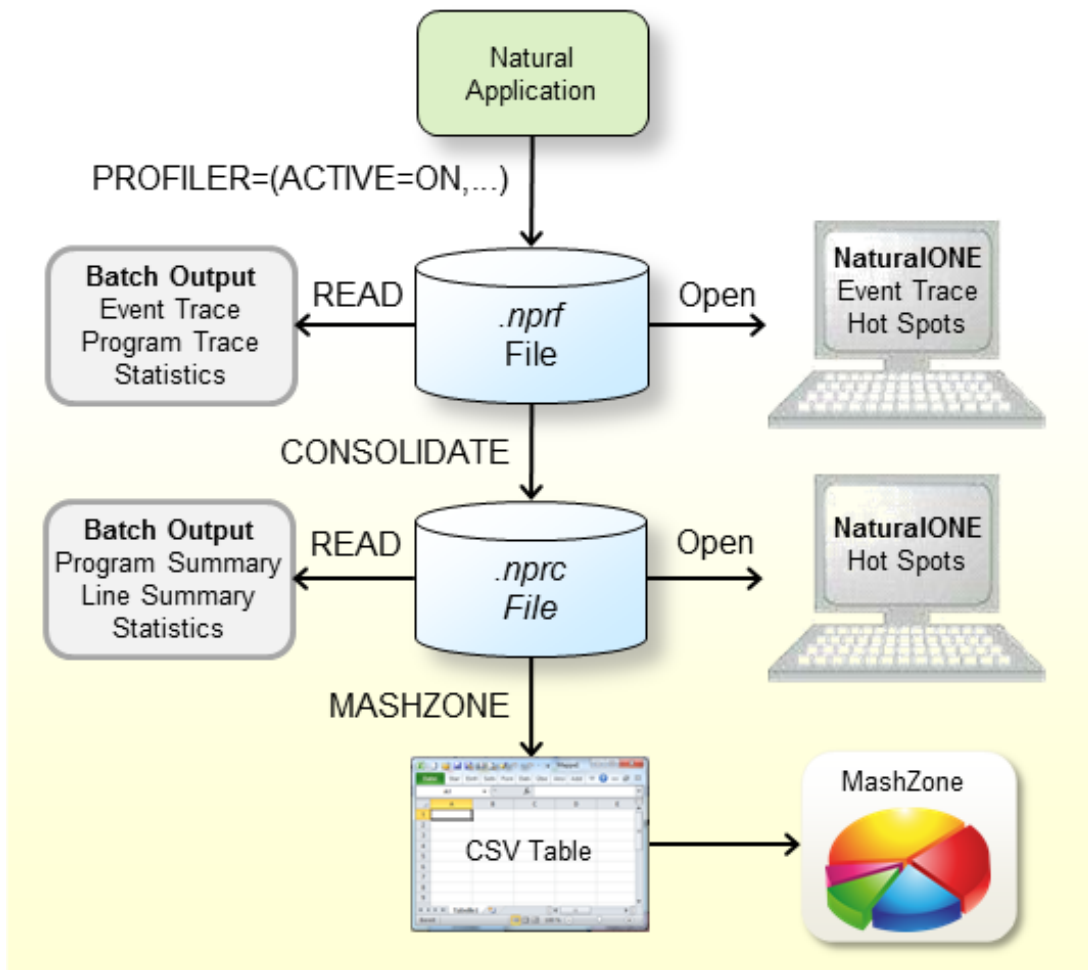 Natural
Application
PROFILER=(ACTIVE=ON,...)
Batch Output
Event Trace
Program Trace
Statistics
READ
.nprf
File
Open
NaturalONE
Event Trace
Hot Spots
CONSOLIDATE
Batch Output
Program Summary
Line Summary
Statistics
READ
.nprc
File
Open
NaturalONE
Hot Spots
MASHZONE
CSV Table
MashZone